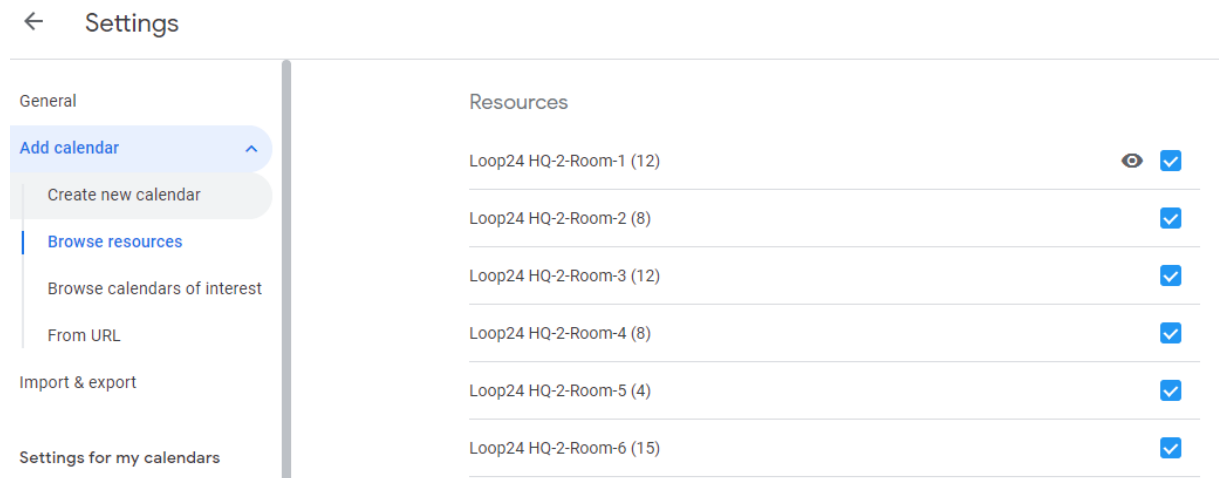 Settings
General
Add calendar
Create new calendar
Browse resources
Browse calendars of interest
From URL
Import & export
Settings for my calendars
Resources
Loop24 HQ-2-Room-1 (12)
Loop24 HQ-2-Room-2 (8)
Loop24 HQ-2-Room-3 (12)
Loop24 HQ-2-Room-4 (8)
Loop24 HQ-2-Room-5 (4)
Loop24 HQ-2-Room-6 (15)